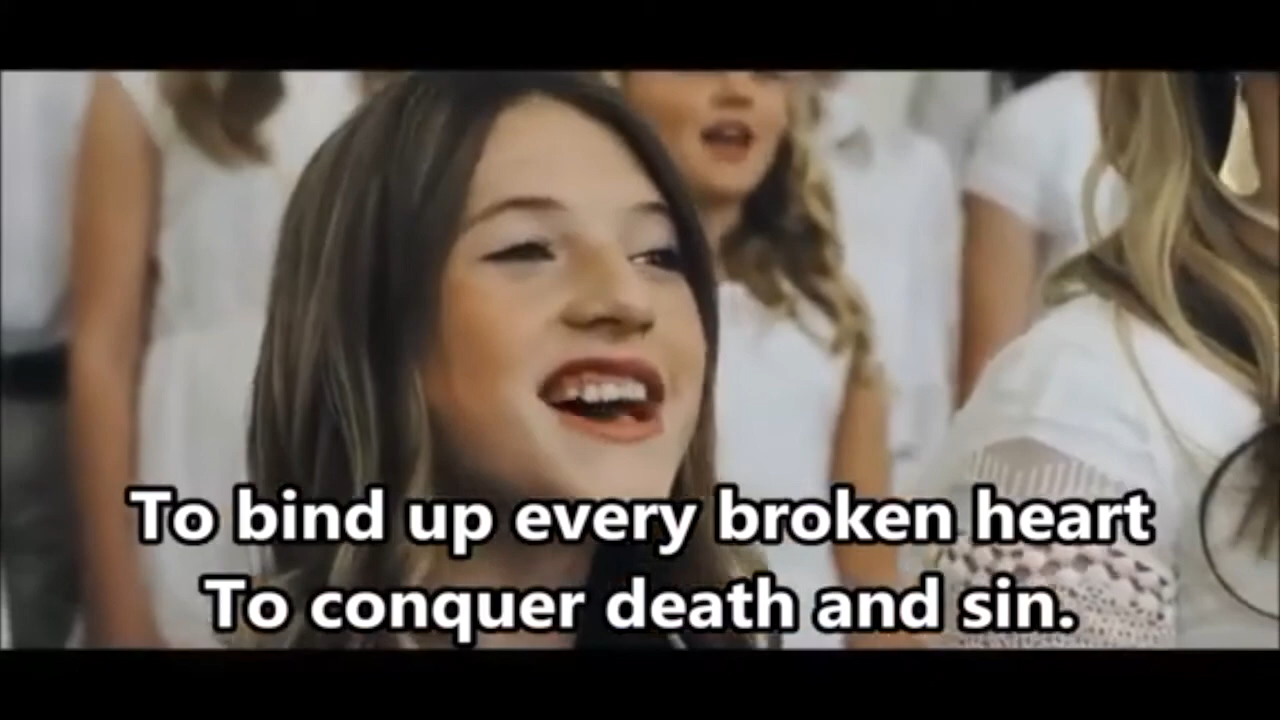 To bind up every broken heart
To conquer death and sin.